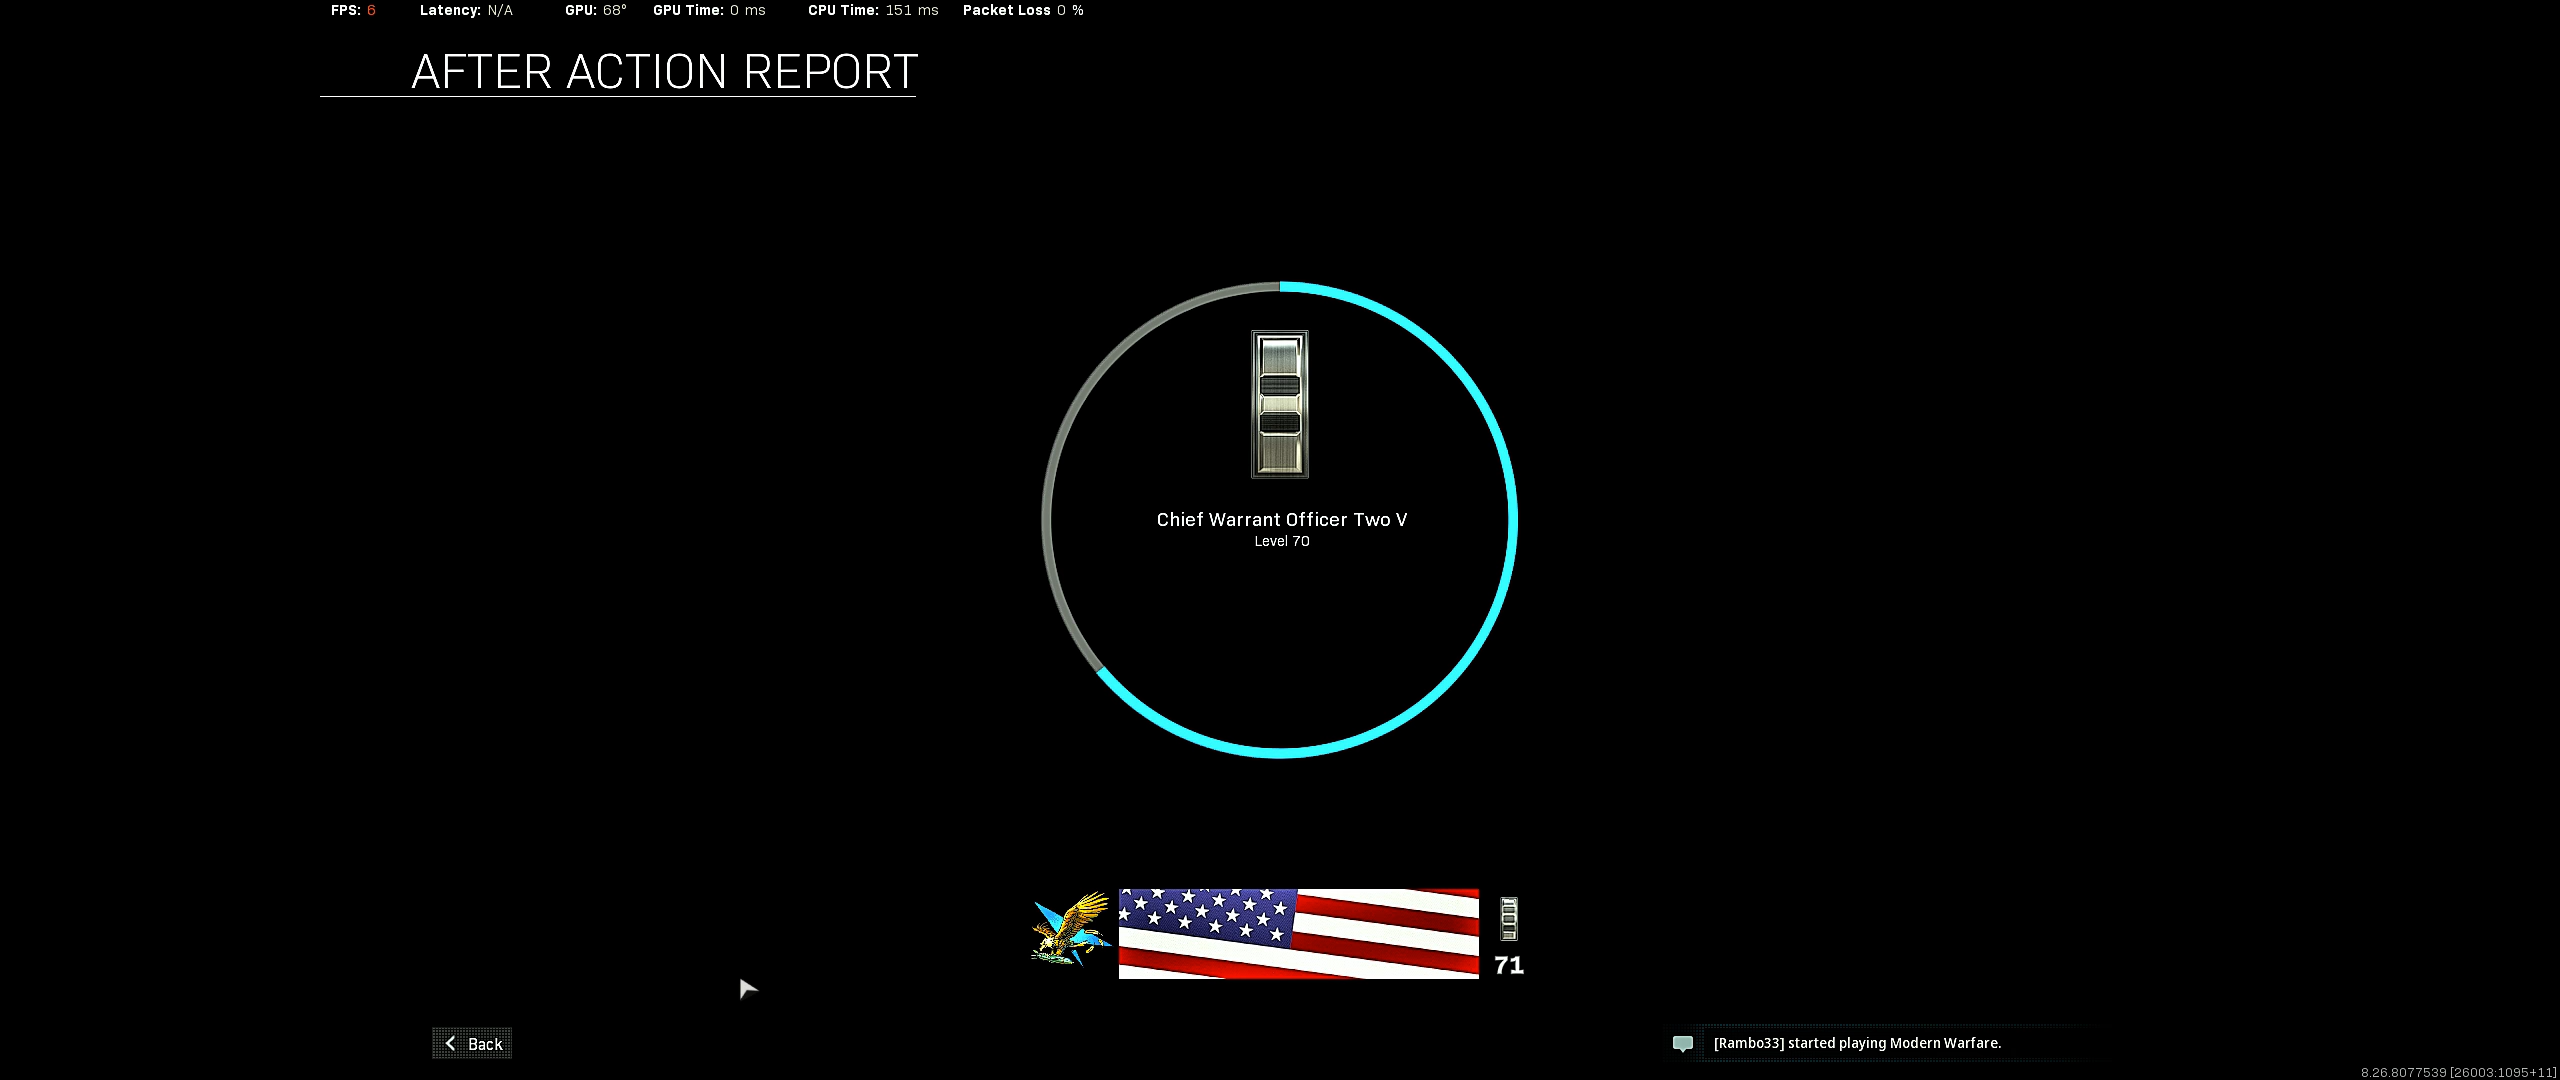 FPS: 6 Latency: N/A GPU: 68° GPU Time: 0 ms CPU Time: 151 ms Packet Loss 0 %
AFTER ACTION REPORT
Chief Warrant Officer Two V
Level 70
71
Back
[Rambo33] started playing Modern Warfare.
8.26.8077539 [26003:1095+11]